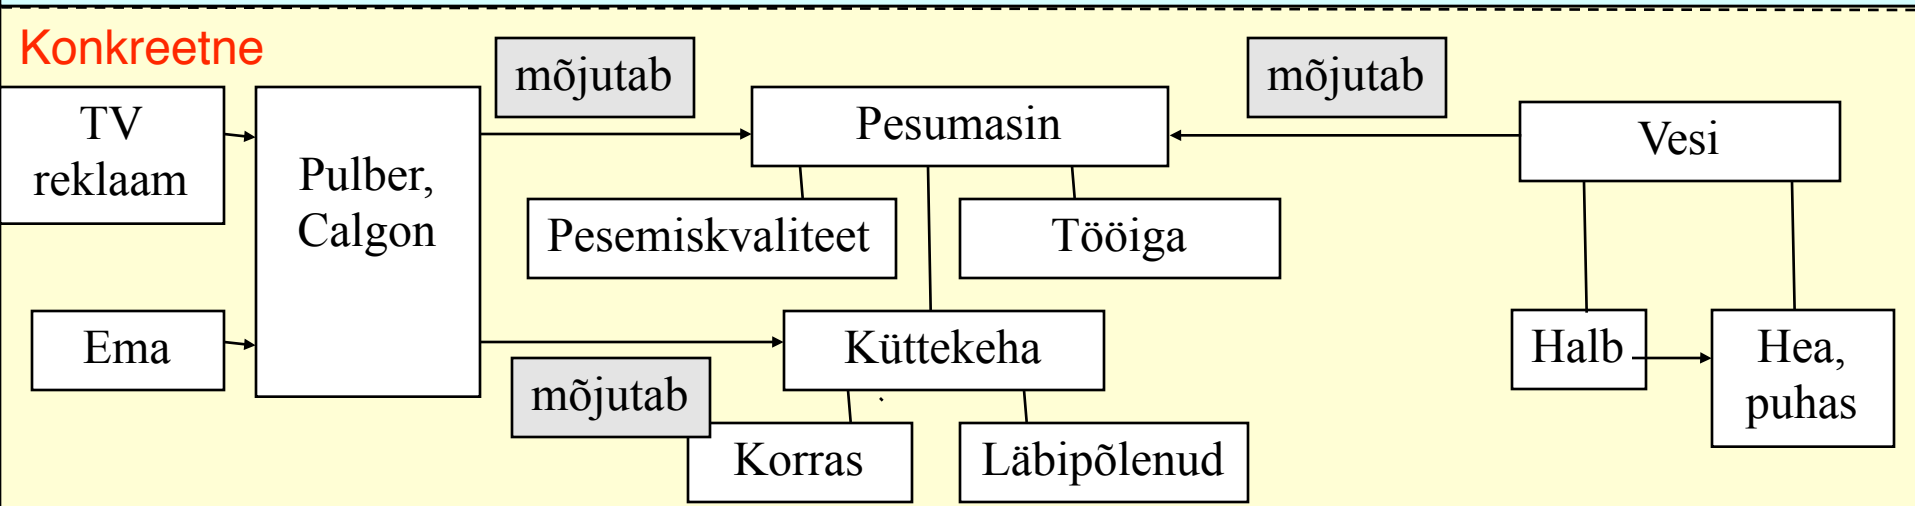 Konkreetne
mõjutab
mõjutab
TV
reklaam
Pulber,
Calgon
Pesumasin
Vesi
Pesemiskvaliteet
Tööiga
Ema
Küttekeha
Halb
Hea,
puhas
mõjutab
Korras
Läbipõlenud